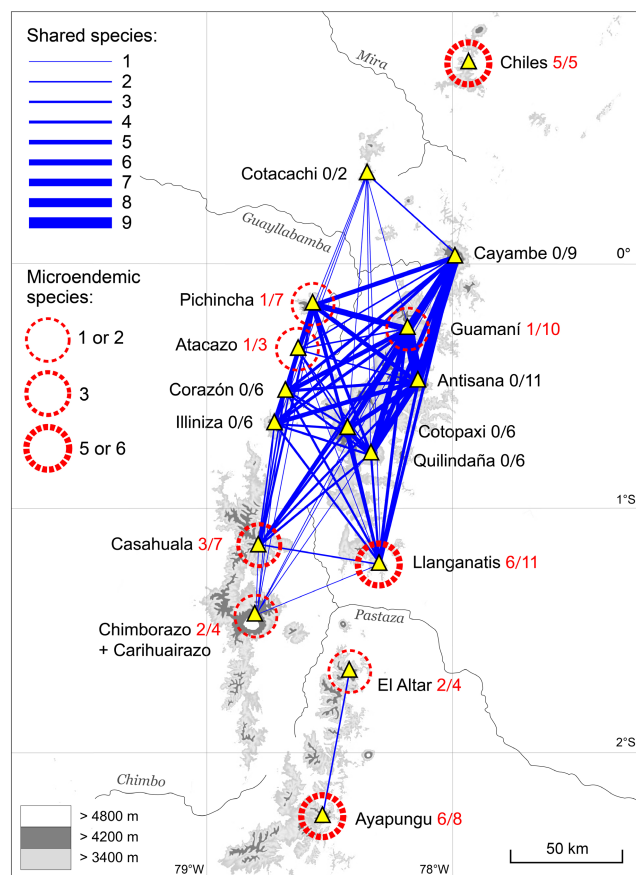 Shared species:
1
2
3
4
5
6
7
8
9
Microendemic
species:
1 or 2
3
5 or 6
Mira
Chiles 5/5
Cotacachi 0/2
Guayllabamba
Cayambe 0/9
0°
Pichincha 1/7
Guamaní 1/10
Atacazo 1/3
Antisana 0/11
Corazón 0/6
Illiniza 0/6
Cotopaxi 0/6
Quilindaña 0/6
1°S
Casahuala 3/7
Llanganatis 6/11
Chimborazo 2/4
+ Carihuairazo
Pastaza
El Altar 2/4
2°S
Chimbo
Ayapungu 6/8
> 4800 m
> 4200 m
> 3400 m
79°W
78°W
50 km